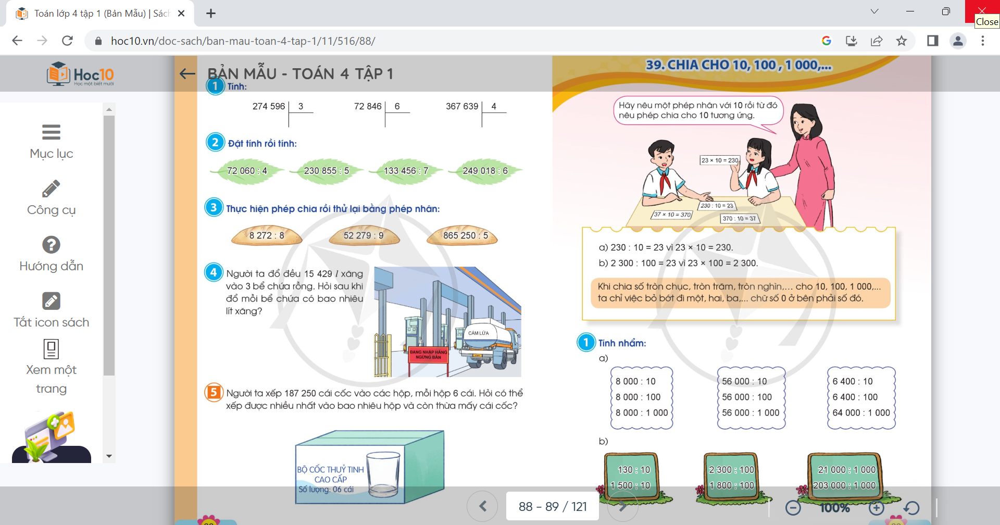 Toán lớp 4 tập 1 (Bản Mẫu) | Sách
Close
hoc10.vn/doc-sach/ban-mau-toan-4-tap-1/11/516/88/
Hoc10
Học một biết mười
Mục lục
Công cụ
Hướng dẫn
Tắt icon sách
Xem một
trang
BẢN MẪU - TOÁN 4 TẬP 1
1 Tính:
274 596 3
72 846 6
367 639 4
2 Đặt tính rồi tính:
72 060 : 4
230 855 : 5
133 456 : 7
249 018 : 6
3 Thực hiện phép chia rồi thử lại bằng phép nhân:
8 272 : 8
52 279 : 9
865 250 : 5
4 Người ta đổ đều 15 429 l xăng
vào 3 bể chứa rỗng. Hỏi sau khi
đổ mỗi bể chứa có bao nhiêu
lít xăng?
CẤM LỬA
ĐANG NHẬP HÀNG
NGỪNG BÁN
5 Người ta xếp 187 250 cái cốc vào các hộp, mỗi hộp 6 cái. Hỏi có thể
xếp được nhiều nhất vào bao nhiêu hộp và còn thừa mấy cái cốc?
BỘ CỐC THUỶ TINH
CAO CẤP
Số lượng: 06 cái
39. CHIA CHO 10, 100 , 1 000,...
Hãy nêu một phép nhân với 10 rồi từ đó
nêu phép chia cho 10 tương ứng.
23 × 10 = 230
230 : 10 = 23
37 × 10 = 370
370 : 10 = 37
a) 230 : 10 = 23 vì 23 × 10 = 230.
b) 2 300 : 100 = 23 vì 23 × 100 = 2 300.
Khi chia số tròn chục, tròn trăm, tròn nghìn,... cho 10, 100, 1 000,...
ta chỉ việc bỏ bớt đi một, hai, ba,... chữ số 0 ở bên phải số đó.
1 Tính nhẩm:
a)
8 000 : 10
8 000 : 100
8 000 : 1 000
56 000 : 10
56 000 : 100
56 000 : 1 000
6 400 : 10
6 400 : 100
64 000 : 1 000
b)
130 : 10
1 500 : 10
2 300 : 100
1 800 : 100
21 000 : 1 000
203 000 : 1 000
88 - 89 / 121
100%